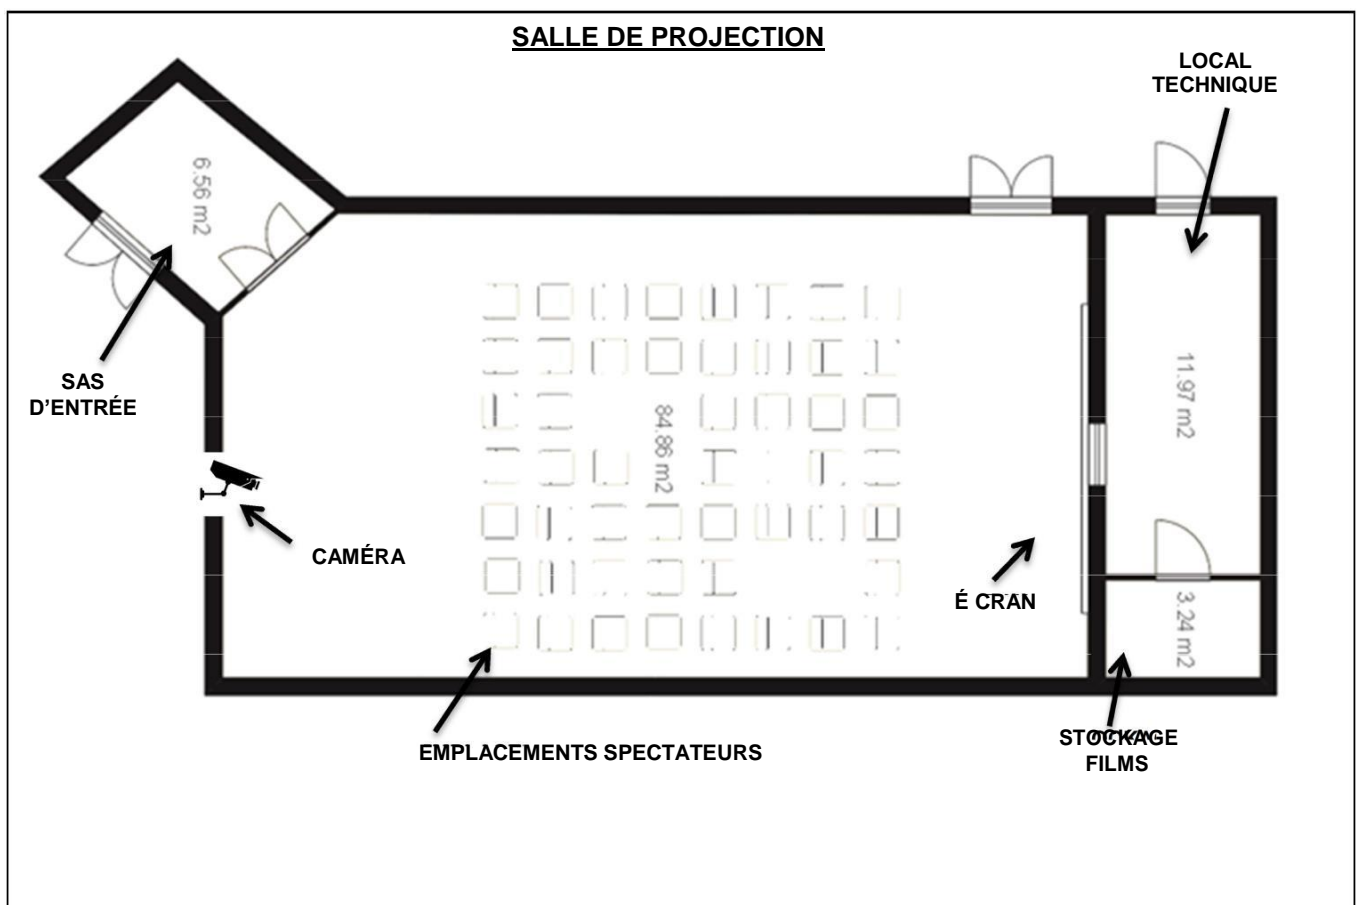 SALLE DE PROJECTION
LOCAL
TECHNIQUE
6.56 m2
SAS
D'ENTRÉE
84.86 m2
11.97 m2
CAMÉRA
É CRAN
3.24 m2
EMPLACEMENTS SPECTATEURS
STOCKAGE
FILMS